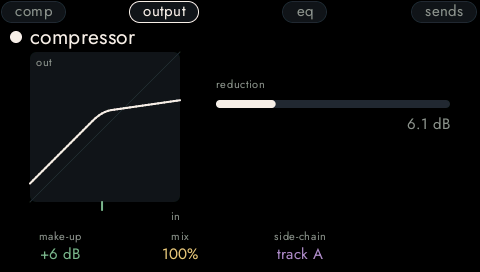 comp output eq sends
compressor
out
reduction
6.1 dB
in
make-up mix side-chain
+6 dB 100% track A